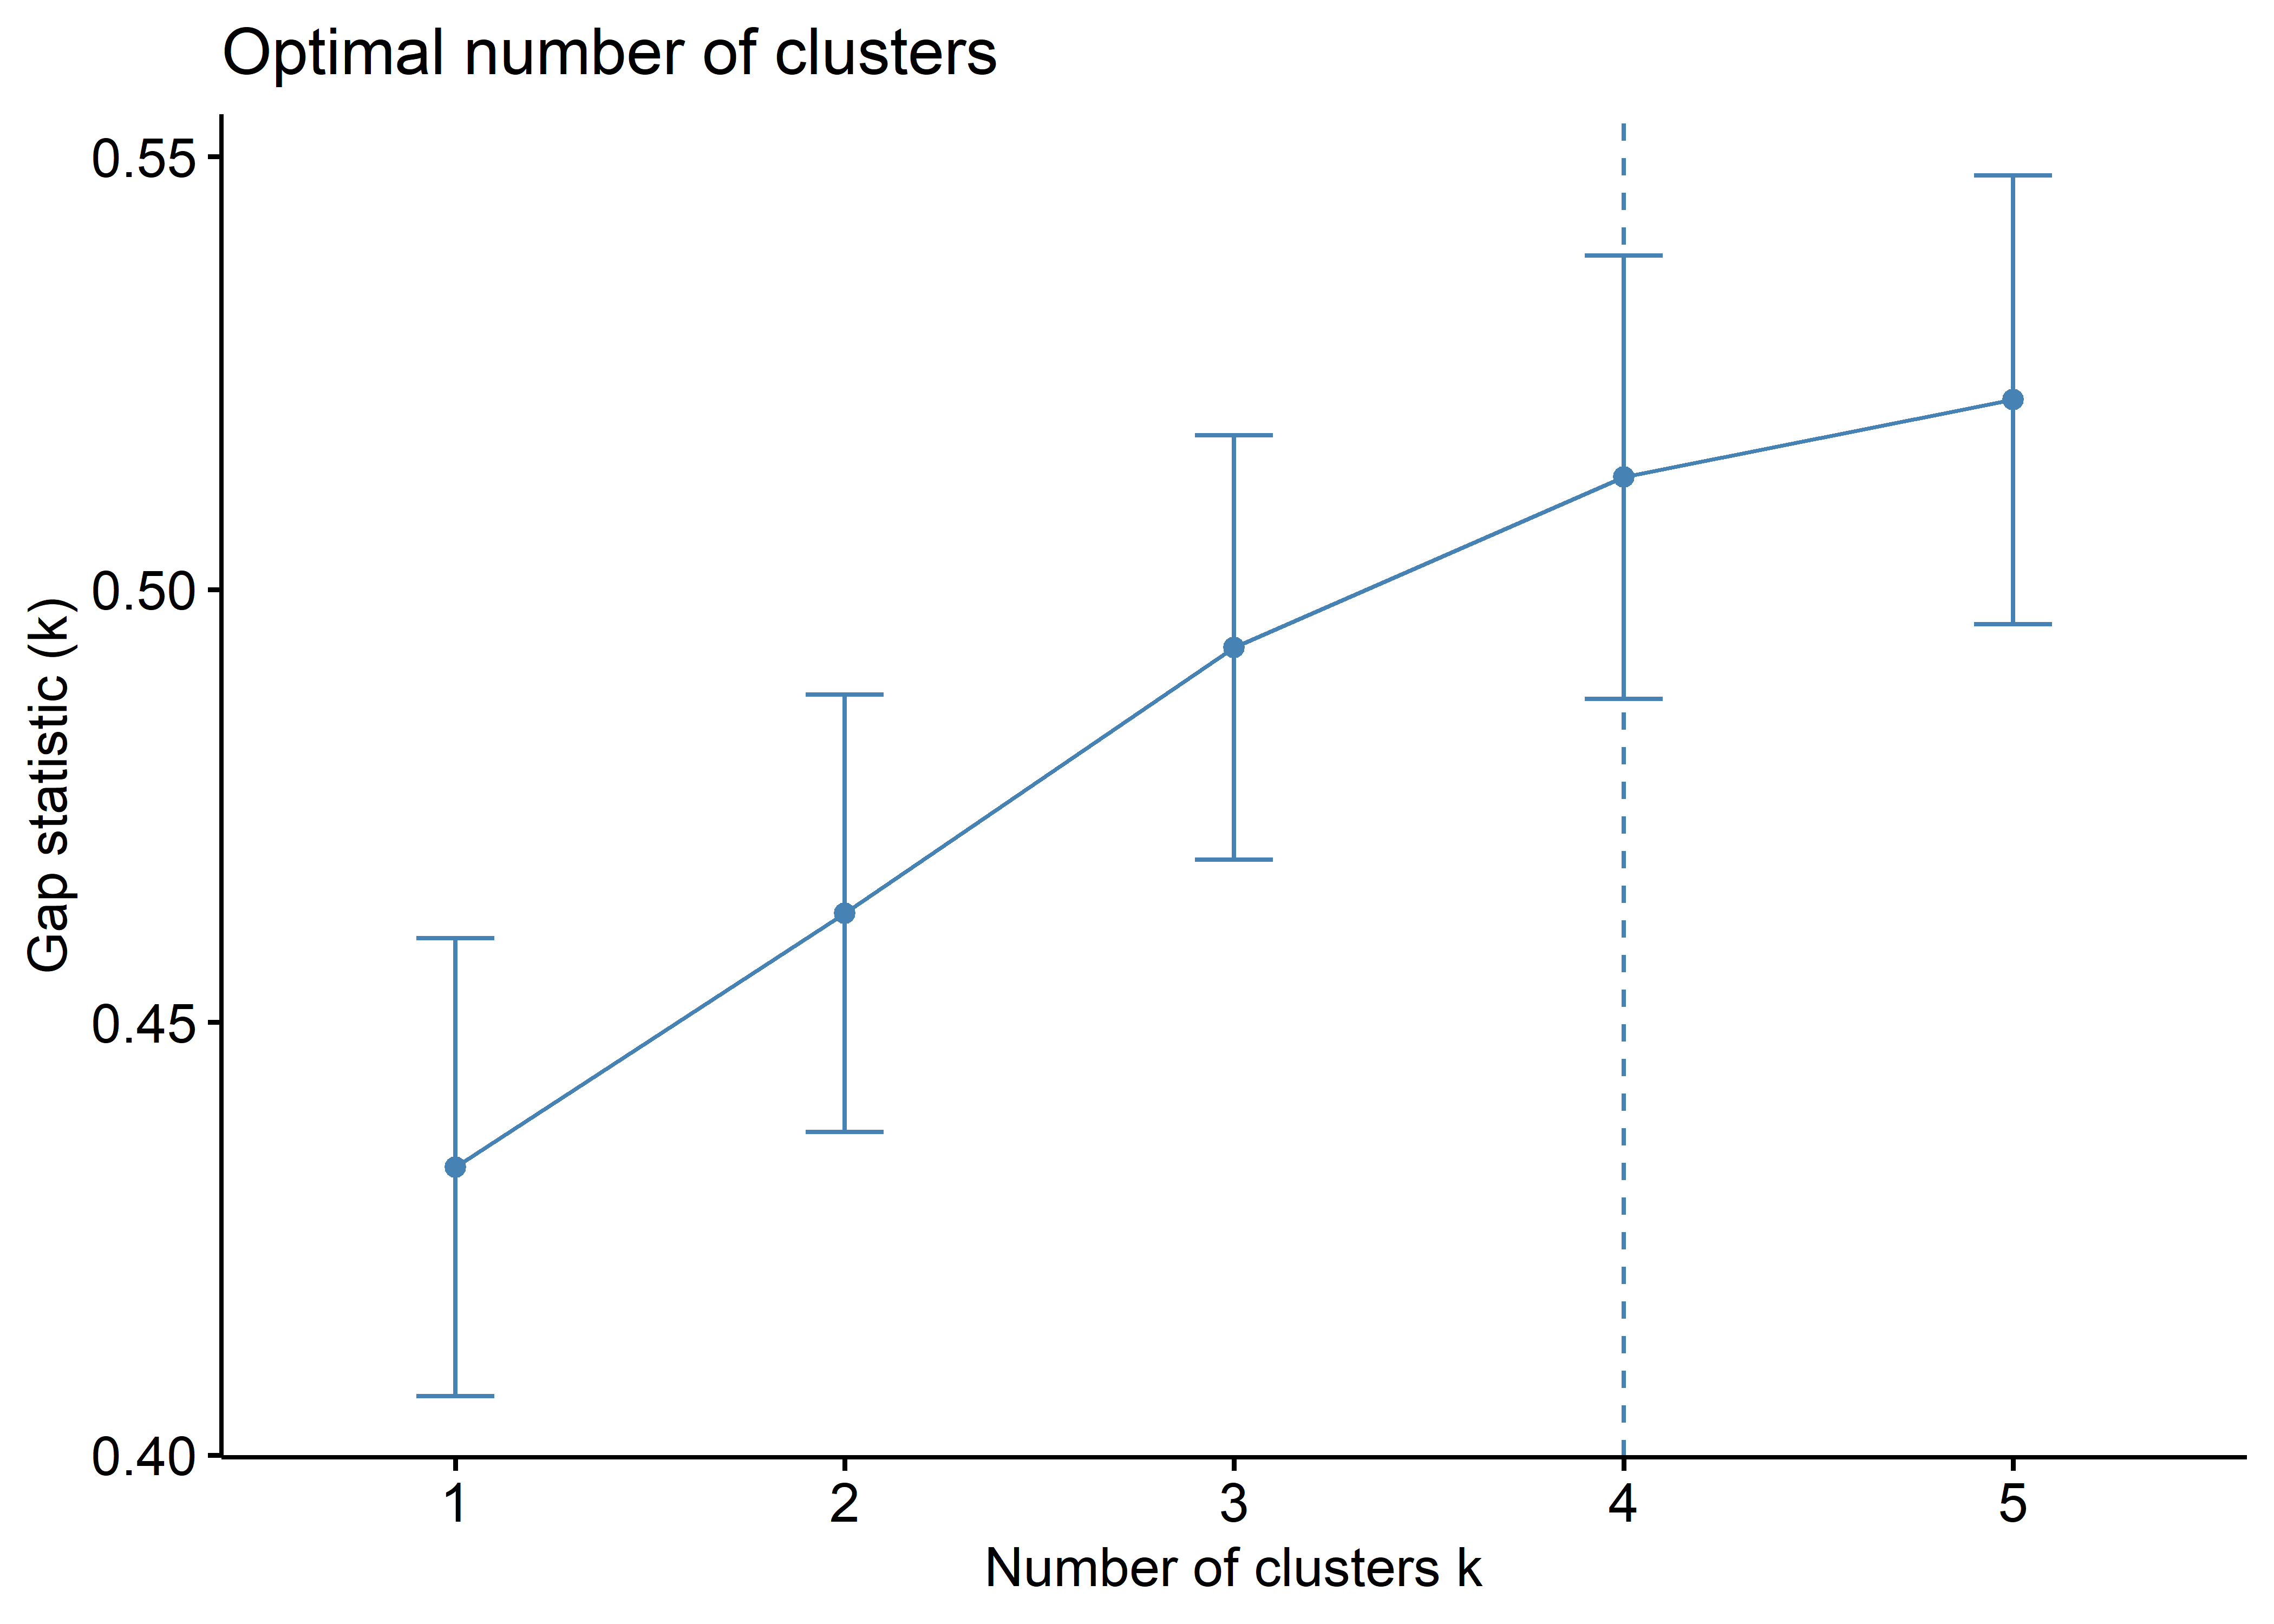 Optimal number of clusters
0.55
0.50
0.45
0.40
Gap statistic (k)
1 2 3 4 5
Number of clusters k